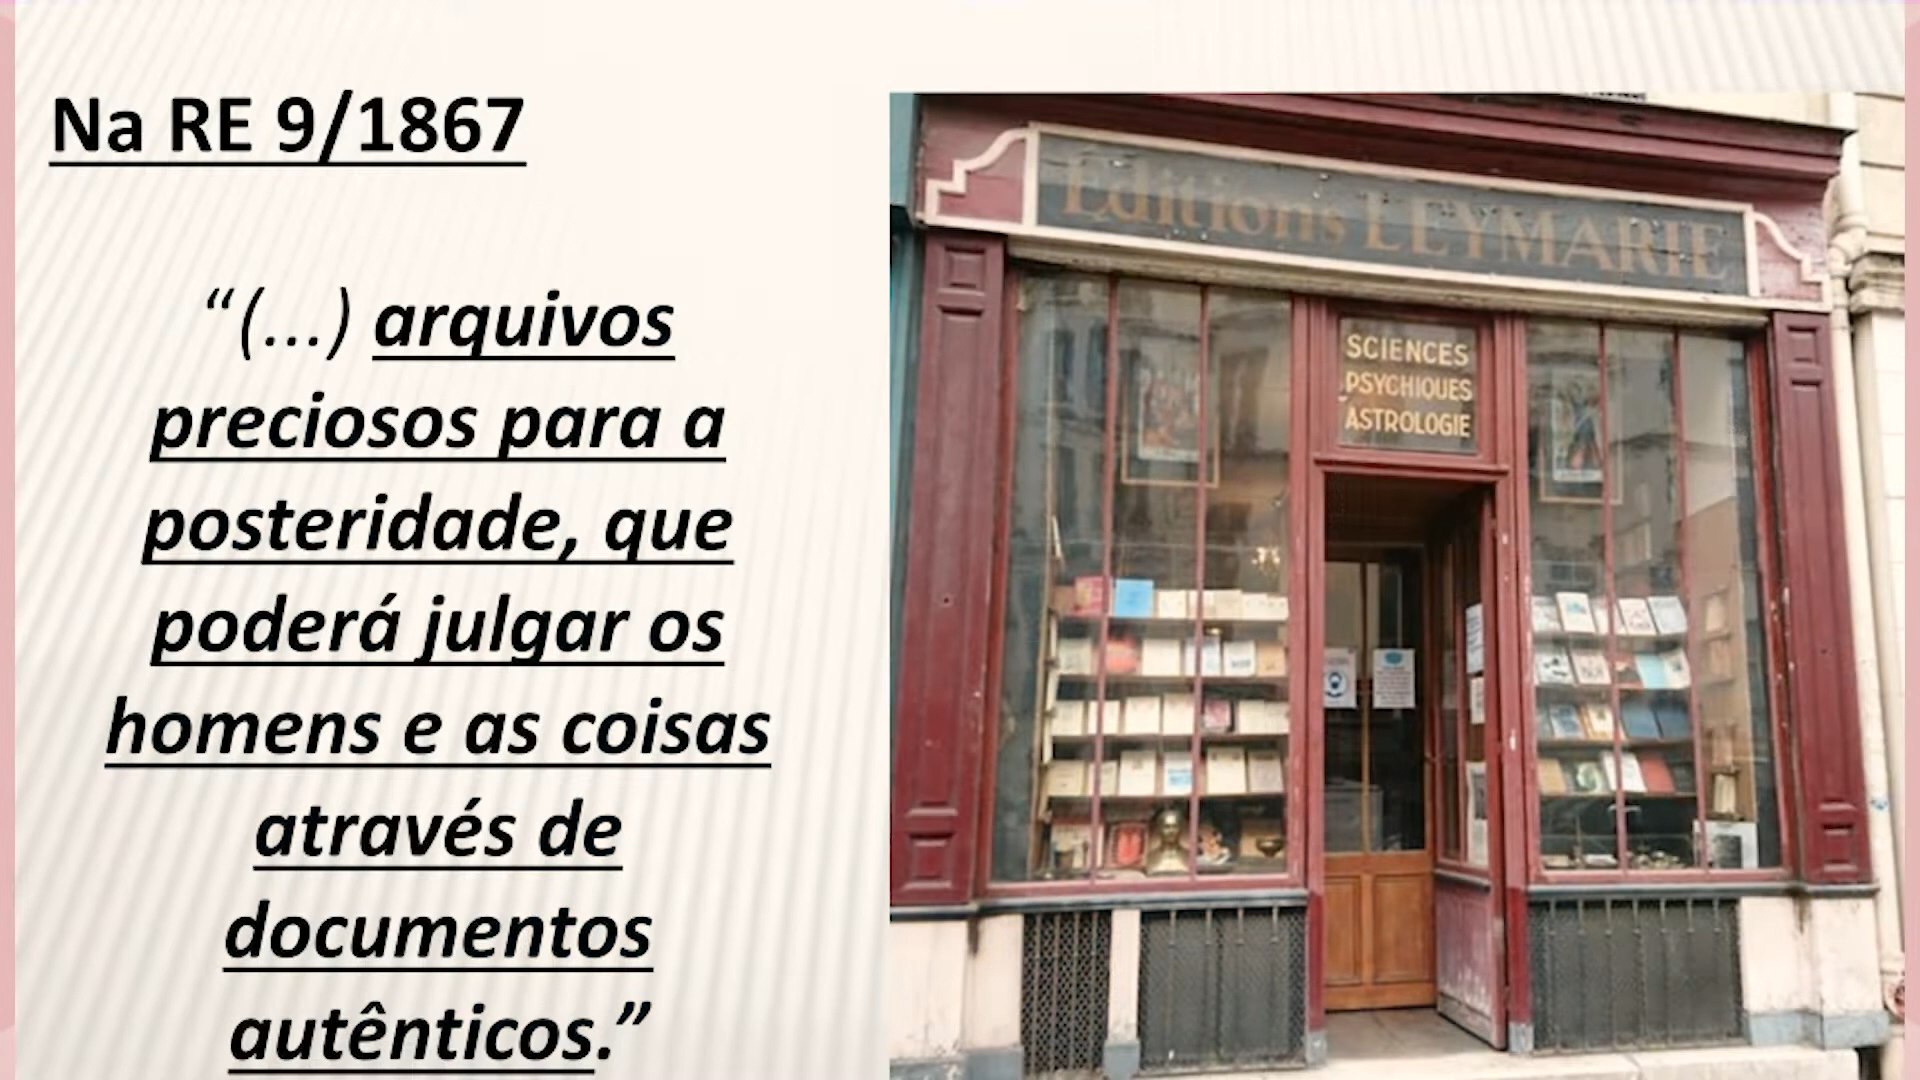 Na RE 9/1867
“(...) arquivos
preciosos para a
posteridade, que
poderá julgar os
homens e as coisas
através de
documentos
autênticos.”
Editions LEYMARIE
SCIENCES
PSYCHIQUES
ASTROLOGIE